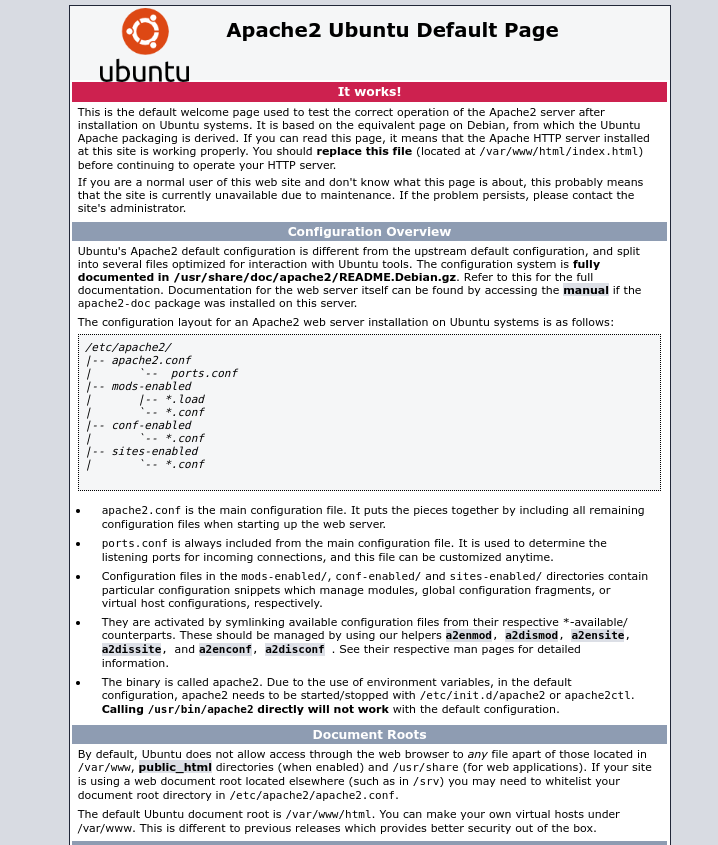 Apache2 Ubuntu Default Page
ubuntu
It works!
This is the default welcome page used to test the correct operation of the Apache2 server after
installation on Ubuntu systems. It is based on the equivalent page on Debian, from which the Ubuntu
Apache packaging is derived. If you can read this page, it means that the Apache HTTP server installed
at this site is working properly. You should replace this file (located at /var/www/html/index.html)
before continuing to operate your HTTP server.
If you are a normal user of this web site and don't know what this page is about, this probably means
that the site is currently unavailable due to maintenance. If the problem persists, please contact the
site's administrator.
Configuration Overview
Ubuntu's Apache2 default configuration is different from the upstream default configuration, and split
into several files optimized for interaction with Ubuntu tools. The configuration system is fully
documented in /usr/share/doc/apache2/README.Debian.gz. Refer to this for the full
documentation. Documentation for the web server itself can be found by accessing the manual if the
apache2-doc package was installed on this server.
The configuration layout for an Apache2 web server installation on Ubuntu systems is as follows:
/etc/apache2/
|-- apache2.conf
|       `--  ports.conf
|-- mods-enabled
|       |-- *.load
|       `-- *.conf
|-- conf-enabled
|       `-- *.conf
|-- sites-enabled
|       `-- *.conf
• apache2.conf is the main configuration file. It puts the pieces together by including all remaining
configuration files when starting up the web server.
• ports.conf is always included from the main configuration file. It is used to determine the
listening ports for incoming connections, and this file can be customized anytime.
• Configuration files in the mods-enabled/, conf-enabled/ and sites-enabled/ directories contain
particular configuration snippets which manage modules, global configuration fragments, or
virtual host configurations, respectively.
• They are activated by symlinking available configuration files from their respective *-available/
counterparts. These should be managed by using our helpers a2enmod, a2dismod, a2ensite,
a2dissite, and a2enconf, a2disconf . See their respective man pages for detailed
information.
• The binary is called apache2. Due to the use of environment variables, in the default
configuration, apache2 needs to be started/stopped with /etc/init.d/apache2 or apache2ctl.
Calling /usr/bin/apache2 directly will not work with the default configuration.
Document Roots
By default, Ubuntu does not allow access through the web browser to any file apart of those located in
/var/www, public_html directories (when enabled) and /usr/share (for web applications). If your site
is using a web document root located elsewhere (such as in /srv) you may need to whitelist your
document root directory in /etc/apache2/apache2.conf.
The default Ubuntu document root is /var/www/html. You can make your own virtual hosts under
/var/www. This is different to previous releases which provides better security out of the box.